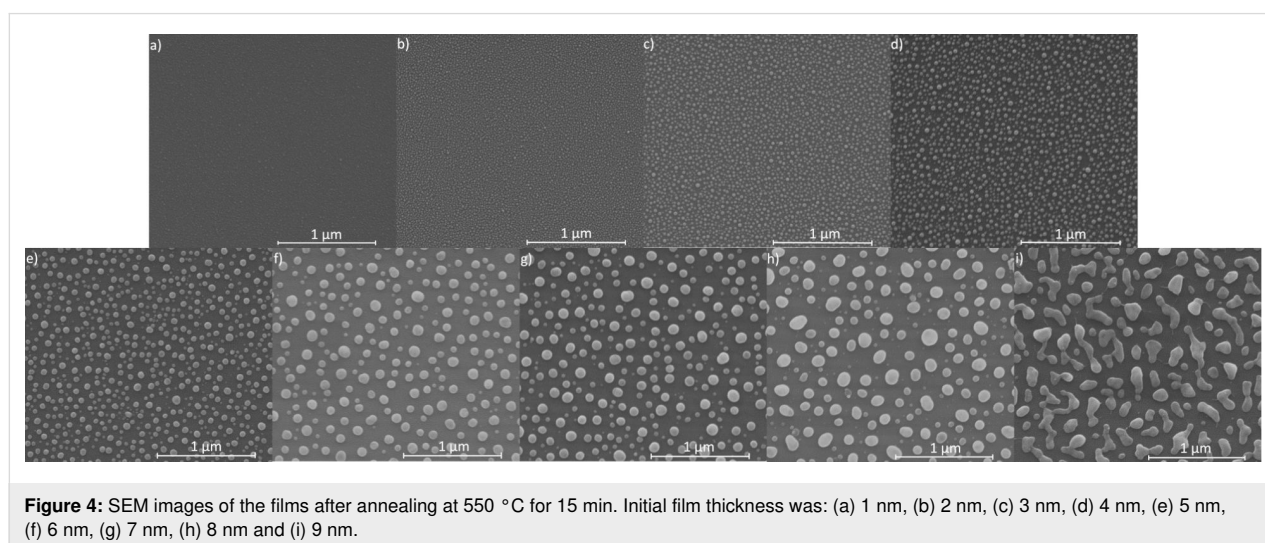 a)
b)
c)
d)
1 µm
1 µm
1 µm
1 µm
e)
f)
g)
h)
i)
1 µm
1 µm
1 µm
1 µm
1 µm
Figure 4: SEM images of the films after annealing at 550 °C for 15 min. Initial film thickness was: (a) 1 nm, (b) 2 nm, (c) 3 nm, (d) 4 nm, (e) 5 nm,
(f) 6 nm, (g) 7 nm, (h) 8 nm and (i) 9 nm.